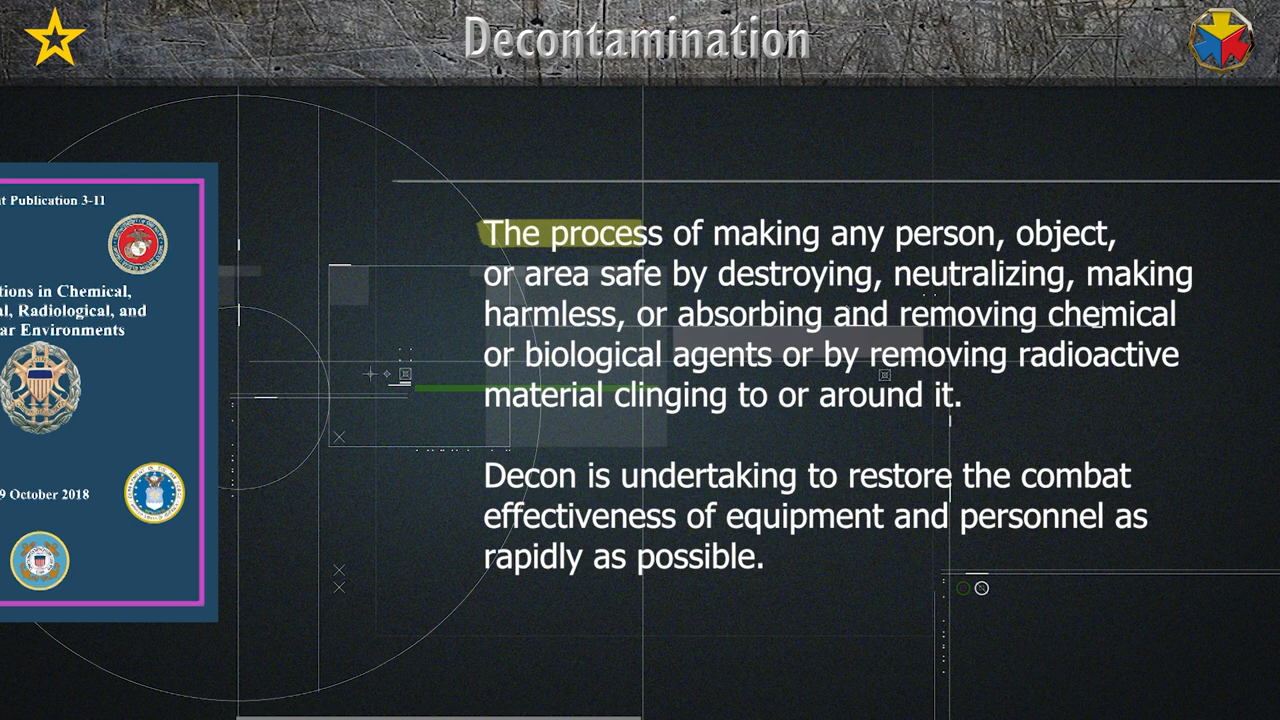 Decontamination
t Publication 3-11
tions in Chemical,
al, Radiological, and
ar Environments
9 October 2018
The process of making any person, object,
or area safe by destroying, neutralizing, making
harmless, or absorbing and removing chemical
or biological agents or by removing radioactive
material clinging to or around it.
Decon is undertaking to restore the combat
effectiveness of equipment and personnel as
rapidly as possible.